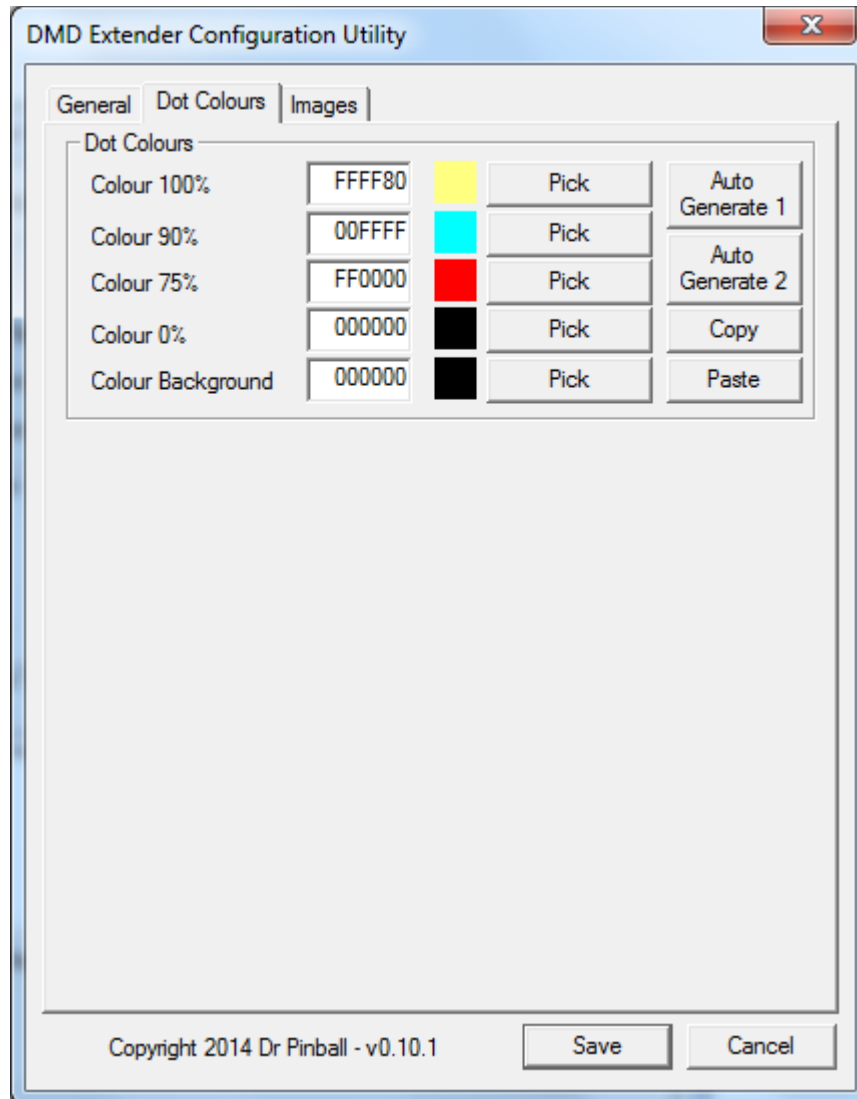 DMD Extender Configuration Utility
General Dot Colours Images
Dot Colours
Colour 100% FFFF80 Pick Auto
Generate 1
Colour 90% 00FFFF Pick
Auto
Generate 2
Colour 75% FF0000 Pick
Colour 0% 000000 Pick Copy
Colour Background 000000 Pick Paste
Copyright 2014 Dr Pinball - v0.10.1 Save Cancel